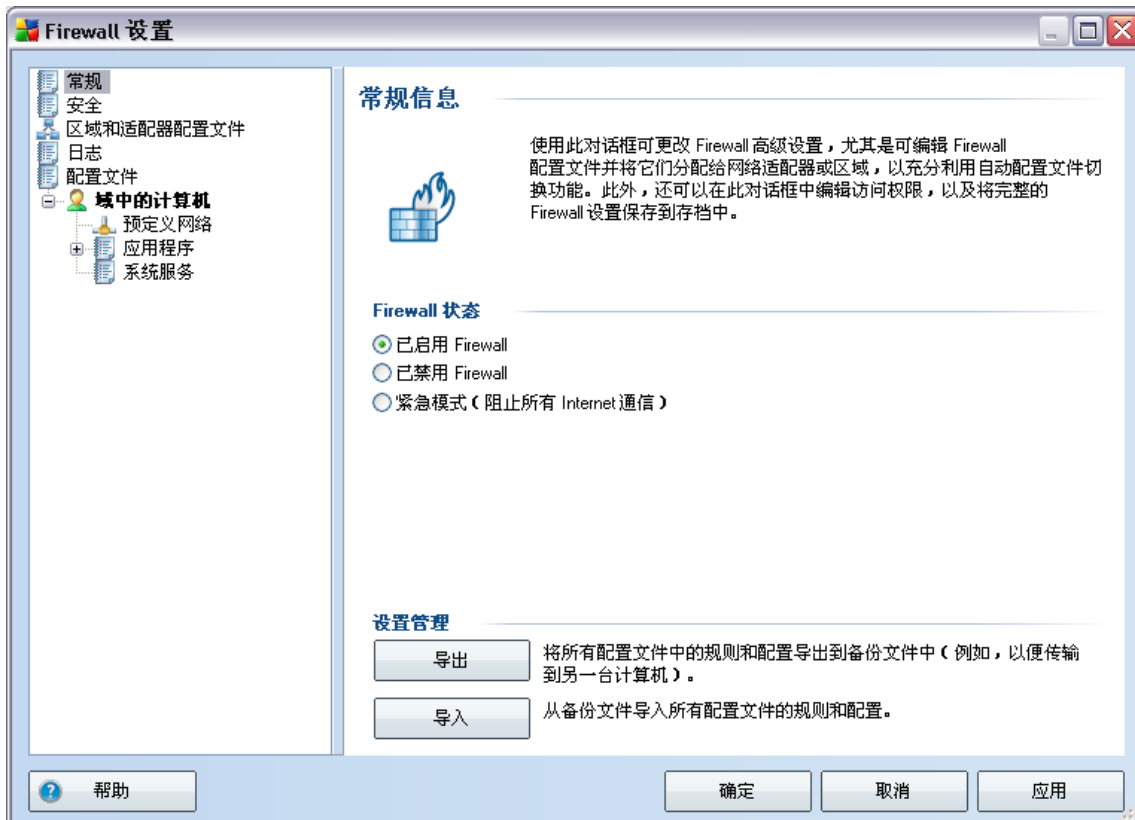 Firewall 设置
常规
安全
区域和适配器配置文件
日志
配置文件
域中的计算机
预定义网络
应用程序
系统服务
常规信息
使用此对话框可更改 Firewall 高级设置，尤其是可编辑 Firewall
配置文件并将它们分配给网络适配器或区域，以充分利用自动配置文件切
换功能。此外，还可以在此对话框中编辑访问权限，以及将完整的
Firewall 设置保存到存档中。
Firewall 状态
已启用 Firewall
已禁用 Firewall
紧急模式（阻止所有 Internet 通信）
设置管理
导出
将所有配置文件中的规则和配置导出到备份文件中（例如，以便传输
到另一台计算机）。
导入
从备份文件导入所有配置文件的规则和配置。
帮助
确定
取消
应用